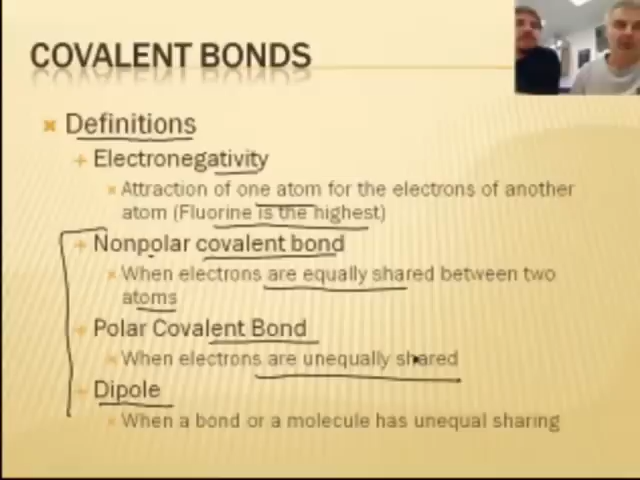 COVALENT BONDS
Definitions
Electronegativity
Attraction of one atom for the electrons of another
atom (Fluorine is the highest)
Nonpolar covalent bond
When electrons are equally shared between two
atoms
Polar Covalent Bond
When electrons are unequally shared
Dipole
When a bond or a molecule has unequal sharing